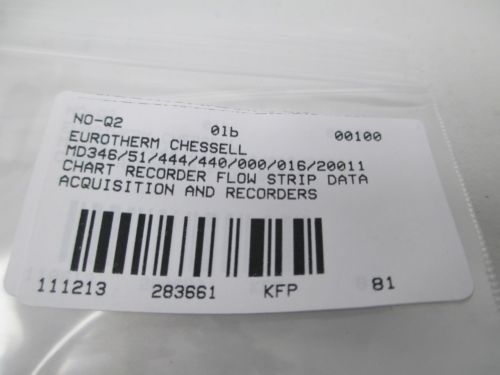 NO-Q2 01b 00100
EUROTHERM CHESSELL
MD346/51/444/440/000/016/20011
CHART RECORDER FLOW STRIP DATA
ACQUISITION AND RECORDERS
111213 283661 KFP 81